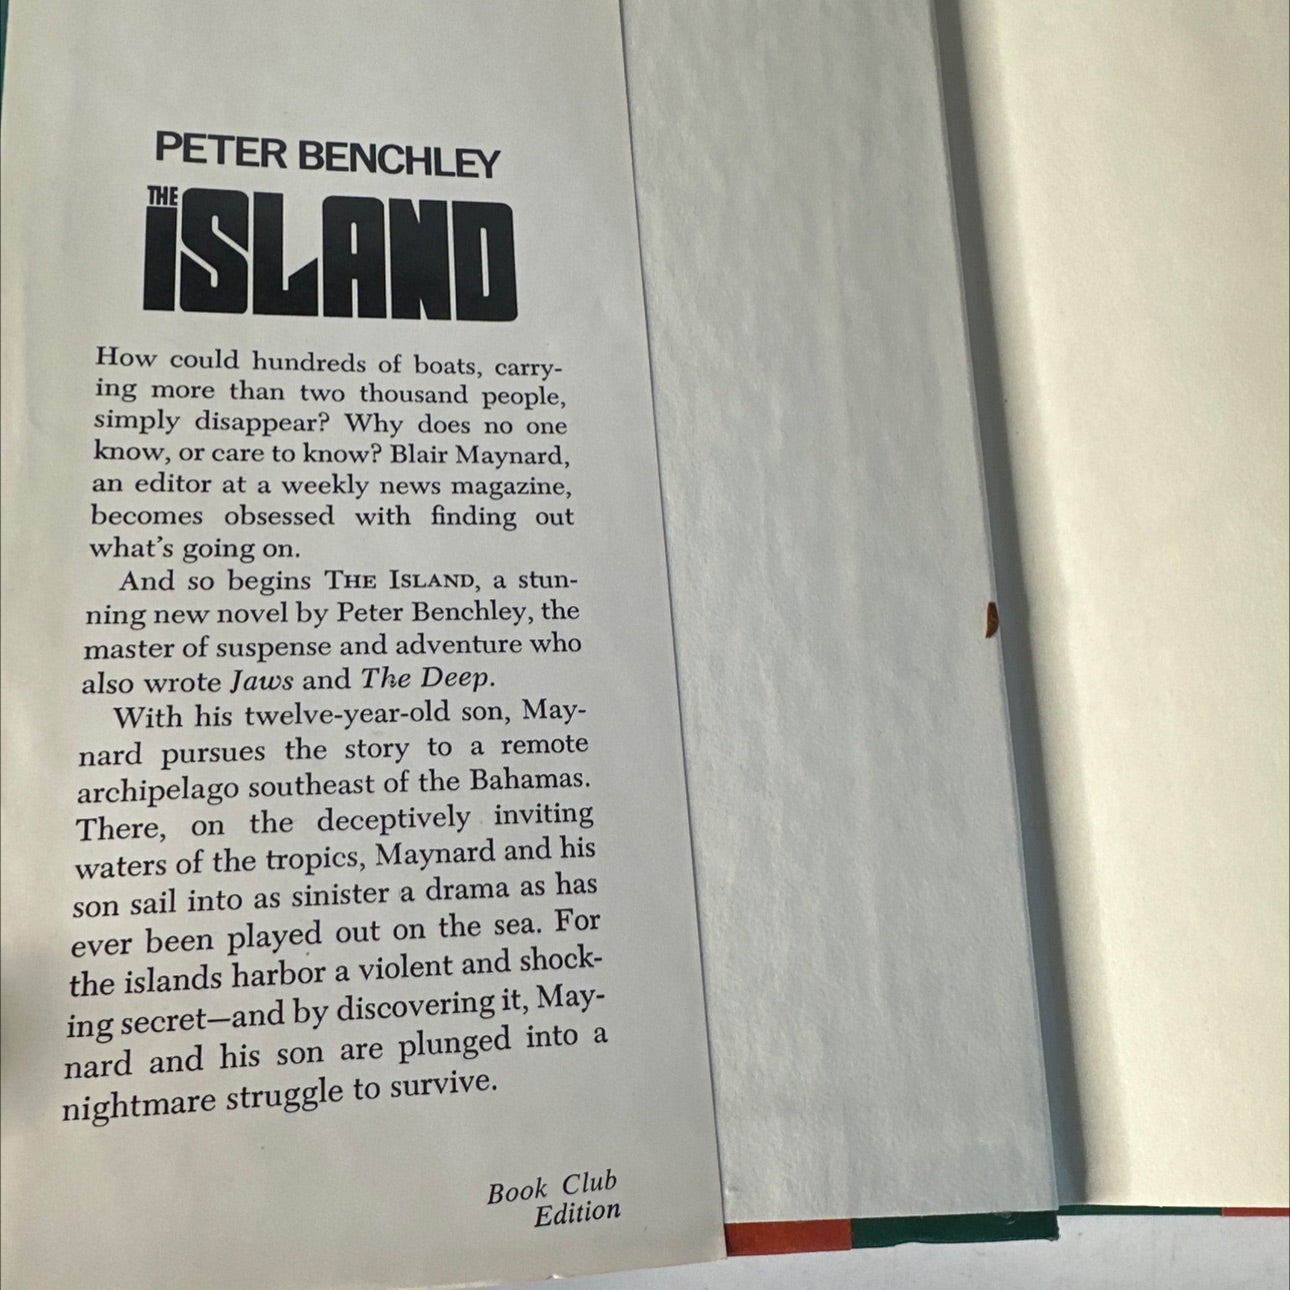 PETER BENCHLEY
THE
ISLAND
How could hundreds of boats, carry-
ing more than two thousand people,
simply disappear? Why does no one
know, or care to know? Blair Maynard,
an editor at a weekly news magazine,
becomes obsessed with finding out
what's going on.
And so begins THE ISLAND, a stun-
ning new novel by Peter Benchley, the
master of suspense and adventure who
also wrote Jaws and The Deep.
With his twelve-year-old son, May-
nard pursues the story to a remote
archipelago southeast of the Bahamas.
There, on the deceptively inviting
waters of the tropics, Maynard and his
son sail into as sinister a drama as has
ever been played out on the sea. For
the islands harbor a violent and shock-
ing secret—and by discovering it, May-
nard and his son are plunged into a
nightmare struggle to survive.
Book Club
Edition